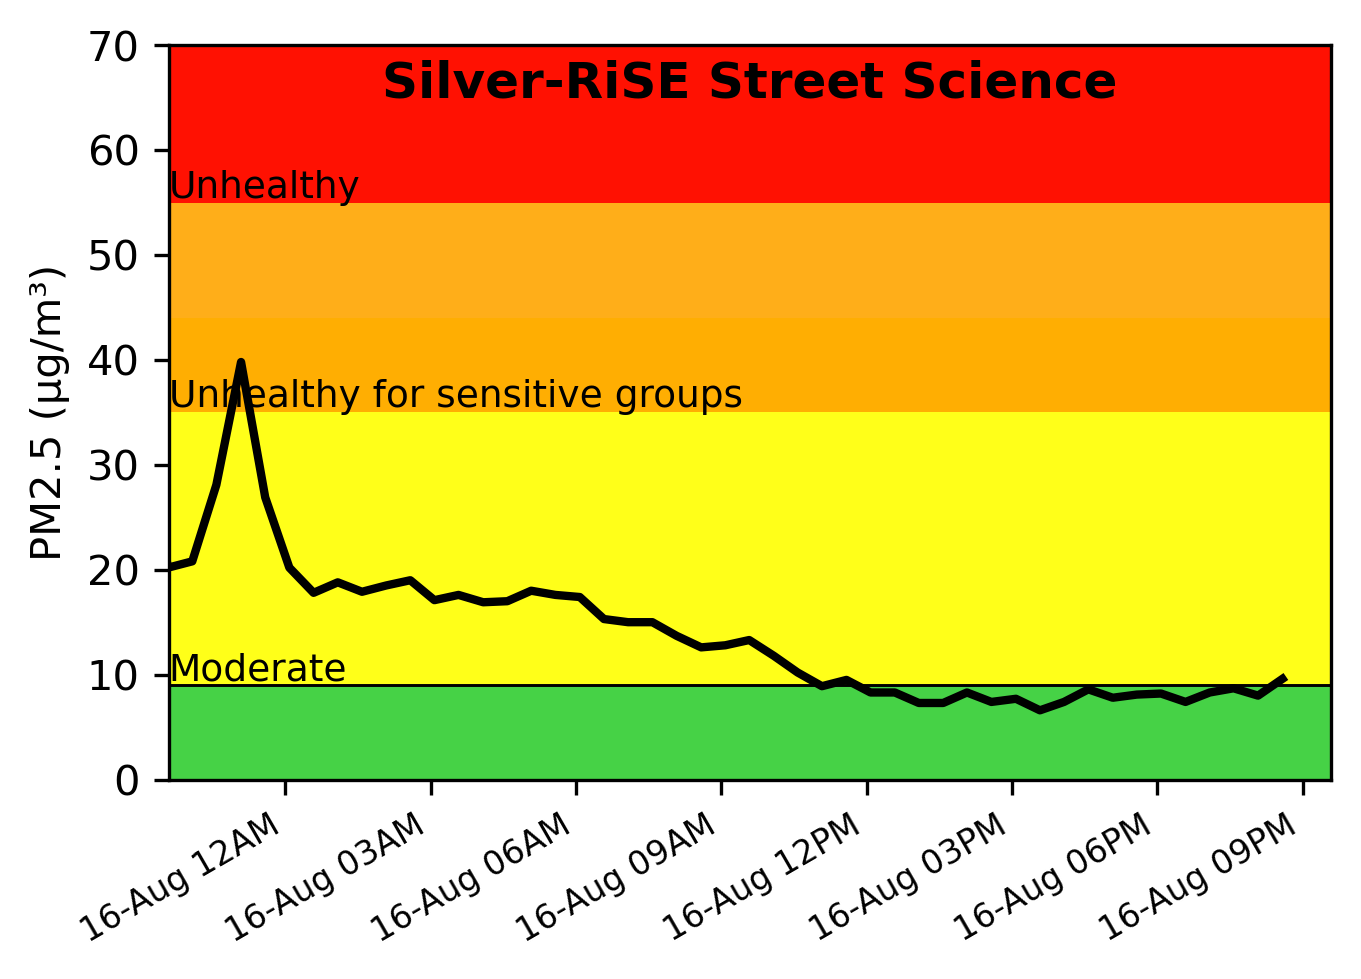 Silver-RiSE Street Science
PM2.5 (µg/m³)
70
60
50
40
30
20
10
0
Unhealthy
Unhealthy for sensitive groups
Moderate
16-Aug 12AM
16-Aug 03AM
16-Aug 06AM
16-Aug 09AM
16-Aug 12PM
16-Aug 03PM
16-Aug 06PM
16-Aug 09PM